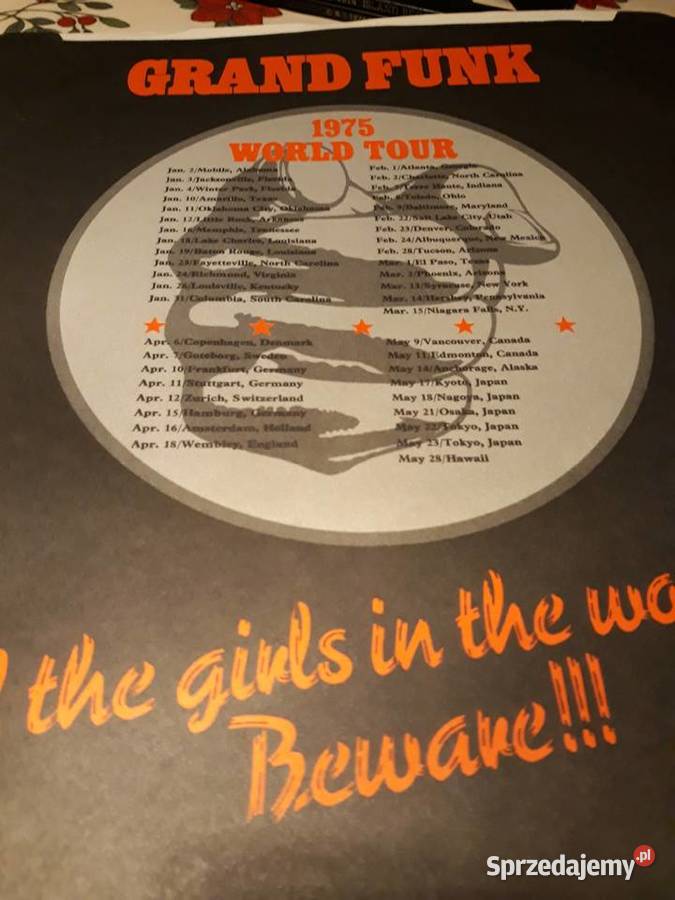 GRAND FUNK
1975
WORLD TOUR
Jan. 2/Mobile, Alabama
Jan. 3/Jacksonville, Florida
Jan. 4/Winter Park, Florida
Jan. 10/Amarillo, Texas
Jan. 11/Oklahoma City, Oklahoma
Jan. 12/Little Rock, Arkansas
Jan. 16/Memphis, Tennessee
Jan. 18/Lake Charles, Louisiana
Jan. 19/Baton Rouge, Louisiana
Jan. 23/Fayetteville, North Carolina
Jan. 24/Richmond, Virginia
Jan. 26/Louisville, Kentucky
Jan. 31/Columbia, South Carolina
Feb. 1/Atlanta, Georgia
Feb. 2/Charlotte, North Carolina
Feb. 7/Terre Haute, Indiana
Feb. 8/Toledo, Ohio
Feb. 9/Baltimore, Maryland
Feb. 22/Salt Lake City, Utah
Feb. 23/Denver, Colorado
Feb. 24/Albuquerque, New Mexico
Feb. 28/Tucson, Arizona
Mar. 1/El Paso, Texas
Mar. 2/Phoenix, Arizona
Mar. 13/Syracuse, New York
Mar. 14/Hershey, Pennsylvania
Mar. 15/Niagara Falls, N.Y.
Apr. 6/Copenhagen, Denmark
Apr. 7/Goteborg, Sweden
Apr. 10/Frankfurt, Germany
Apr. 11/Stuttgart, Germany
Apr. 12/Zurich, Switzerland
Apr. 15/Hamburg, Germany
Apr. 16/Amsterdam, Holland
Apr. 18/Wembley, England
May 9/Vancouver, Canada
May 11/Edmonton, Canada
May 14/Anchorage, Alaska
May 17/Kyoto, Japan
May 18/Nagoya, Japan
May 21/Osaka, Japan
May 22/Tokyo, Japan
May 23/Tokyo, Japan
May 28/Hawaii
the girls in the wo
Beware!!!
Sprzedajemy.pl